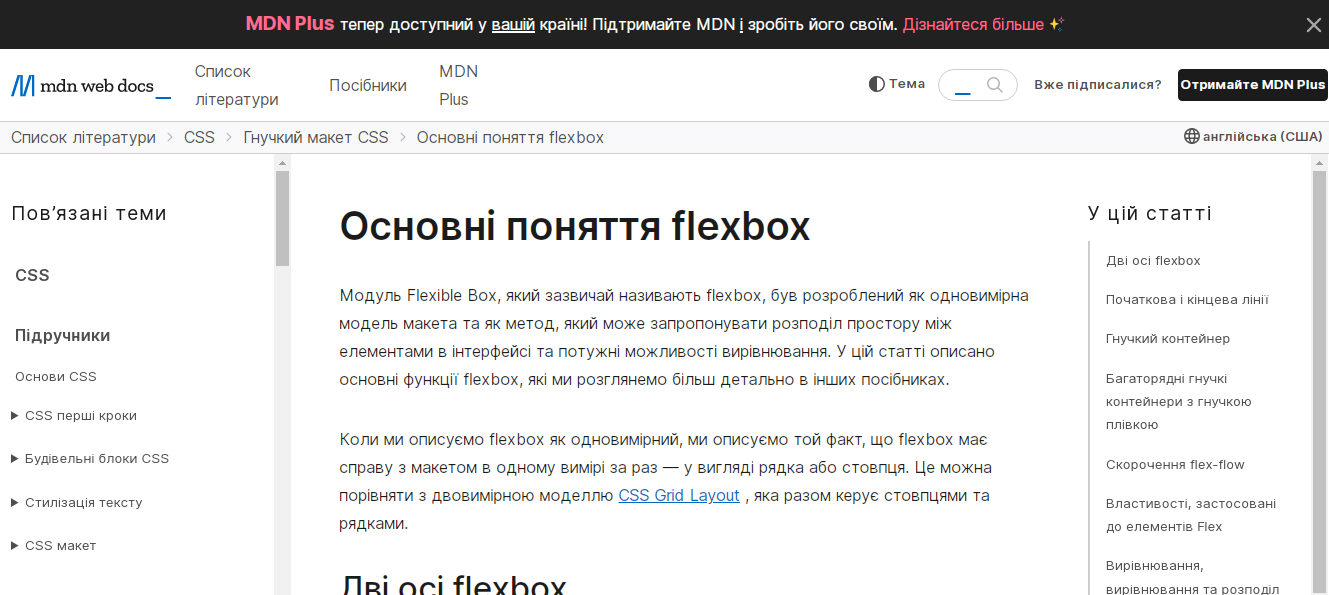 MDN Plus тепер доступний у вашій країні! Підтримайте MDN і зробіть його своїм. Дізнайтеся більше ✨
mdn web docs_
Список літератури
Посібники
MDN Plus
Тема
Вже підписалися?
Отримайте MDN Plus
Список літератури > CSS > Гнучкий макет CSS > Основні поняття flexbox
англійська (США)
Пов’язані теми
CSS
Підручники
Основи CSS
CSS перші кроки
Будівельні блоки CSS
Стилізація тексту
CSS макет
Основні поняття flexbox
Модуль Flexible Box, який зазвичай називають flexbox, був розроблений як одновимірна
модель макета та як метод, який може запропонувати розподіл простору між
елементами в інтерфейсі та потужні можливості вирівнювання. У цій статті описано
основні функції flexbox, які ми розглянемо більш детально в інших посібниках.
Коли ми описуємо flexbox як одновимірний, ми описуємо той факт, що flexbox має
справу з макетом в одному вимірі за раз — у вигляді рядка або стовпця. Це можна
порівняти з двовимірною моделлю CSS Grid Layout , яка разом керує стовпцями та
рядками.
Дві осі flexbox
У цій статті
Дві осі flexbox
Початкова і кінцева лінії
Гнучкий контейнер
Багаторядні гнучкі
контейнери з гнучкою
плівкою
Скорочення flex-flow
Властивості, застосовані
до елементів Flex
Вирівнювання,
вирівнювання та розподіл